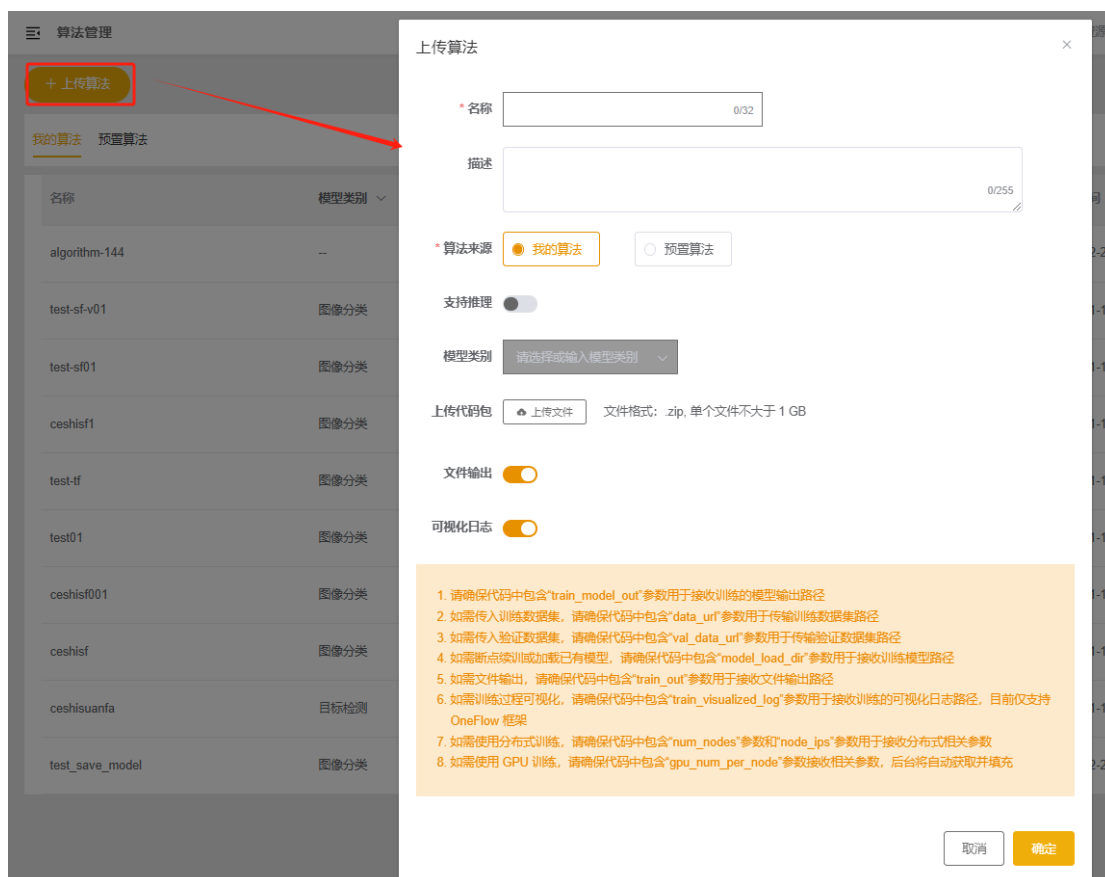 算法管理
+ 上传算法
我的算法 预置算法
名称 模型类别
algorithm-144 --
test-sf-v01 图像分类
test-sf01 图像分类
ceshisf1 图像分类
test-tf 图像分类
test01 图像分类
ceshisf001 图像分类
ceshisf 图像分类
ceshisuanfa 目标检测
test_save_model 图像分类
上传算法
* 名称 0/32
描述 0/255
* 算法来源 我的算法 预置算法
支持推理
模型类别 请选择或输入模型类别
上传代码包 上传文件 文件格式: .zip, 单个文件不大于 1 GB
文件输出
可视化日志
1. 请确保代码中包含“train_model_out”参数用于接收训练的模型输出路径
2. 如需传入训练数据集，请确保代码中包含“data_url”参数用于传输训练数据集路径
3. 如需传入验证数据集，请确保代码中包含“val_data_url”参数用于传输验证数据集路径
4. 如需断点续训或加载已有模型，请确保代码中包含“model_load_dir”参数用于接收训练模型路径
5. 如需文件输出，请确保代码中包含“train_out”参数用于接收文件输出路径
6. 如需训练过程可视化，请确保代码中包含“train_visualized_log”参数用于接收训练的可视化日志路径，目前仅支持
OneFlow 框架
7. 如需使用分布式训练，请确保代码中包含“num_nodes”参数和“node_ips”参数用于接收分布式相关参数
8. 如需使用 GPU 训练，请确保代码中包含“gpu_num_per_node”参数接收相关参数，后台将自动获取并填充
取消 确定